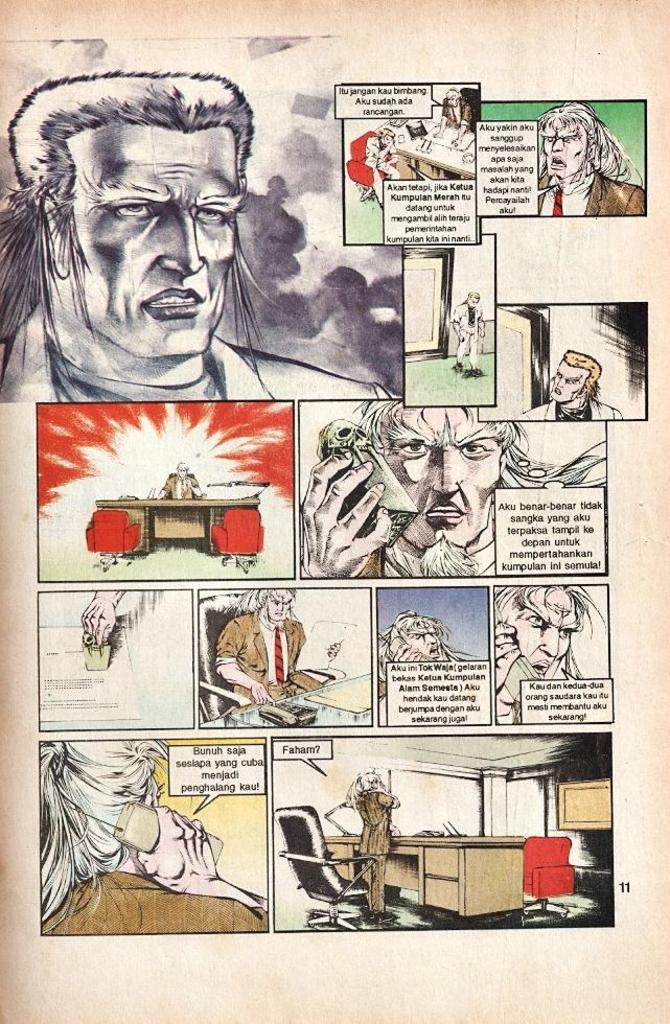 Itu jangan kau bimbang.
Aku sudah ada
rancangan.
Akan tetapi, jika Ketua
Kumpulan Merah itu
datang untuk
mengambil alih teraju
pemerintahan
kumpulan kita ini nanti..
Aku yakin aku
sanggup
menyelesaikan
apa saja
masalah yang
akan kita
hadapi nanti!
Percayailah
aku!
Aku benar-benar tidak
sangka yang aku
terpaksa tampil ke
depan untuk
mempertahankan
kumpulan ini semula!
Aku ini Tok Waja ( gelaran
bekas Ketua Kumpulan
Alam Semesta ) Aku
hendak kau datang
berjumpa dengan aku
sekarang juga!
Kau dan kedua-dua
orang saudara kau itu
mesti membantu aku
sekarang!
Bunuh saja
sesiapa yang cuba
menjadi
penghalang kau!
Faham?
11